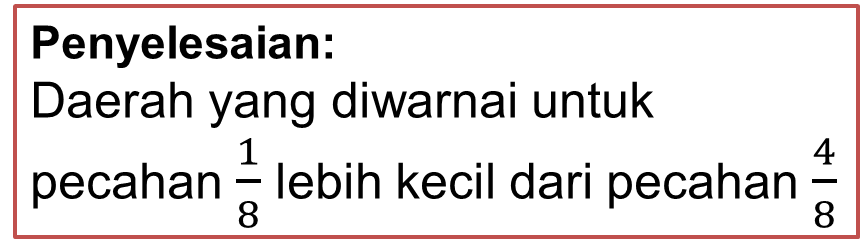 Penyelesaian:
Daerah yang diwarnai untuk
pecahan 1/8 lebih kecil dari pecahan 4/8